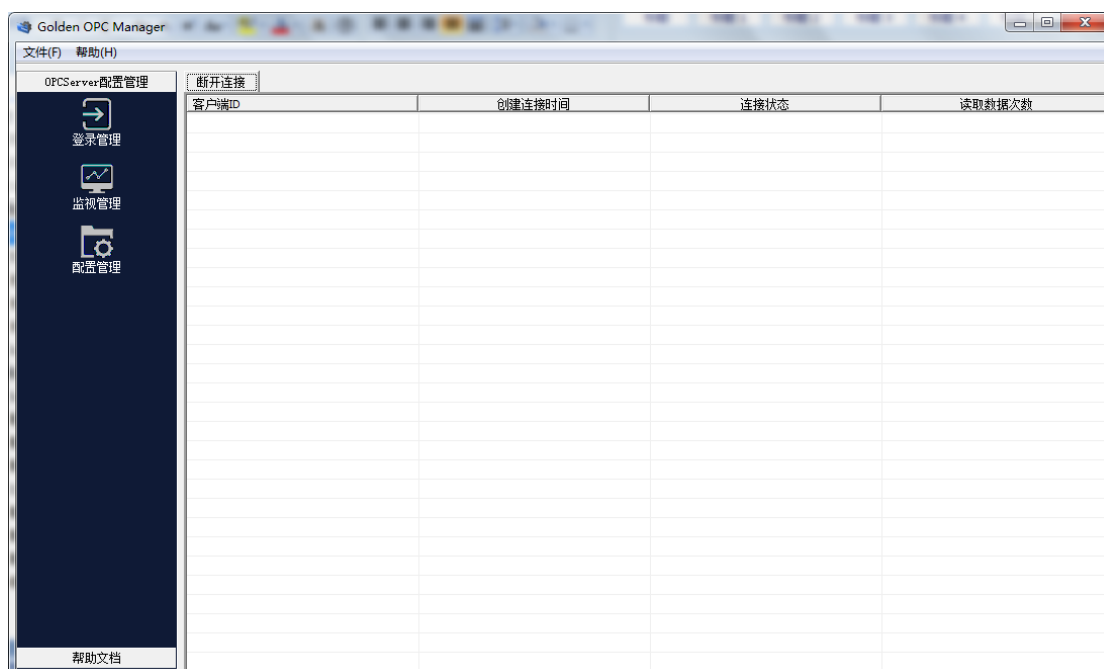 Golden OPC Manager
文件(F) 帮助(H)
OPCServer配置管理
断开连接
客户端ID 创建连接时间 连接状态 读取数据次数
登录管理
监视管理
配置管理
帮助文档